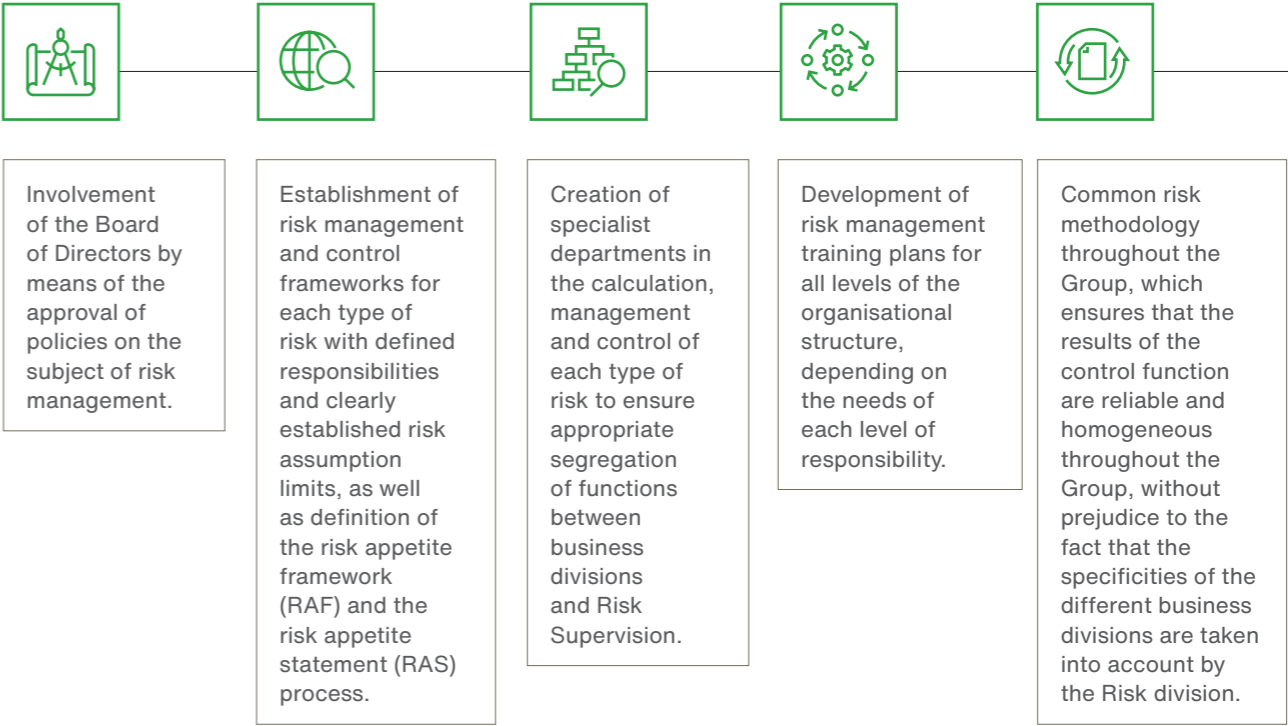 Involvement
of the Board
of Directors by
means of the
approval of
policies on the
subject of risk
management.
Establishment of
risk management
and control
frameworks for
each type of
risk with defined
responsibilities
and clearly
established risk
assumption
limits, as well
as definition of
the risk appetite
framework
(RAF) and the
risk appetite
statement (RAS)
process.
Creation of
specialist
departments in
the calculation,
management
and control of
each type of
risk to ensure
appropriate
segregation
of functions
between
business
divisions
and Risk
Supervision.
Development of
risk management
training plans for
all levels of the
organisational
structure,
depending on
the needs of
each level of
responsibility.
Common risk
methodology
throughout the
Group, which
ensures that the
results of the
control function
are reliable and
homogeneous
throughout the
Group, without
prejudice to the
fact that the
specificities of the
different business
divisions are taken
into account by
the Risk division.